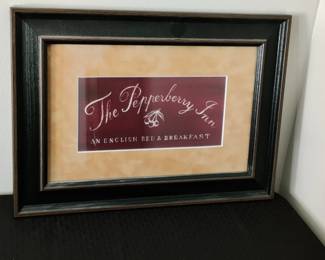 The Pepperberry Inn
AN ENGLISH BED & BREAKFAST